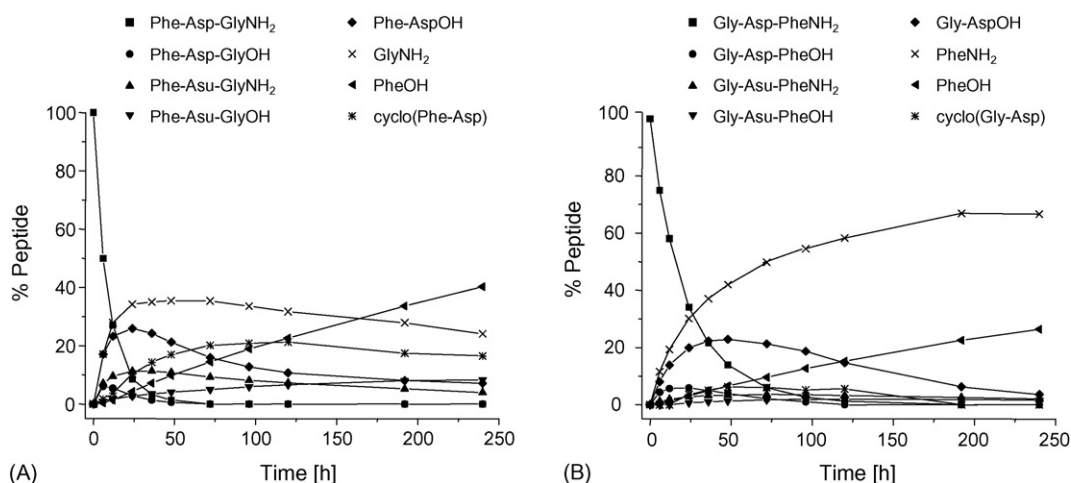 Phe-Asp-GlyNH₂ Phe-AspOH
Phe-Asp-GlyOH GlyNH₂
Phe-Asu-GlyNH₂ PheOH
Phe-Asu-GlyOH cyclo(Phe-Asp)
100
80
60
40
20
0
% Peptide
0 50 100 150 200 250
Time [h]
(A)
Gly-Asp-PheNH₂ Gly-AspOH
Gly-Asp-PheOH PheNH₂
Gly-Asu-PheNH₂ PheOH
Gly-Asu-PheOH cyclo(Gly-Asp)
100
80
60
40
20
0
% Peptide
0 50 100 150 200 250
Time [h]
(B)